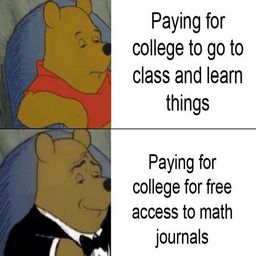 Paying for
college to go to
class and learn
things
Paying for
college for free
access to math
journals